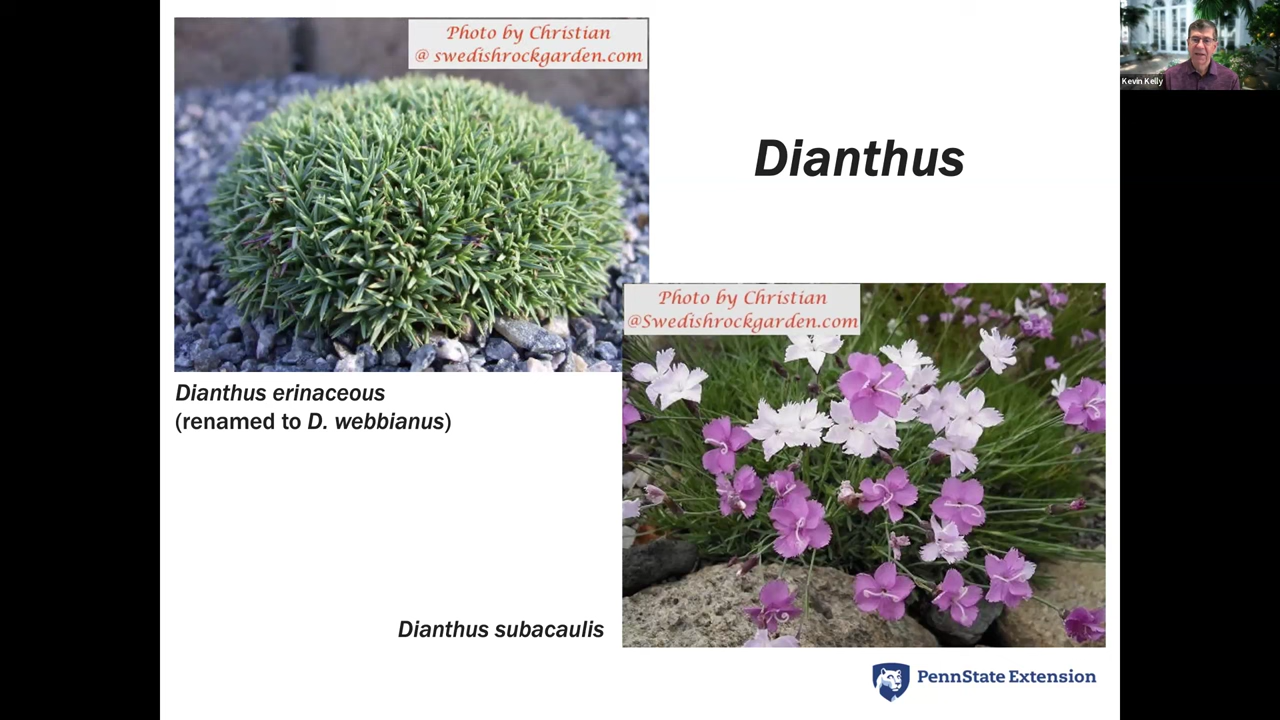 Photo by Christian
@ swedishrockgarden.com
Kevin Kelly
Dianthus
Photo by Christian
@Swedishrockgarden.com
Dianthus erinaceous
(renamed to D. webbianus)
Dianthus subacaulis
PennState Extension